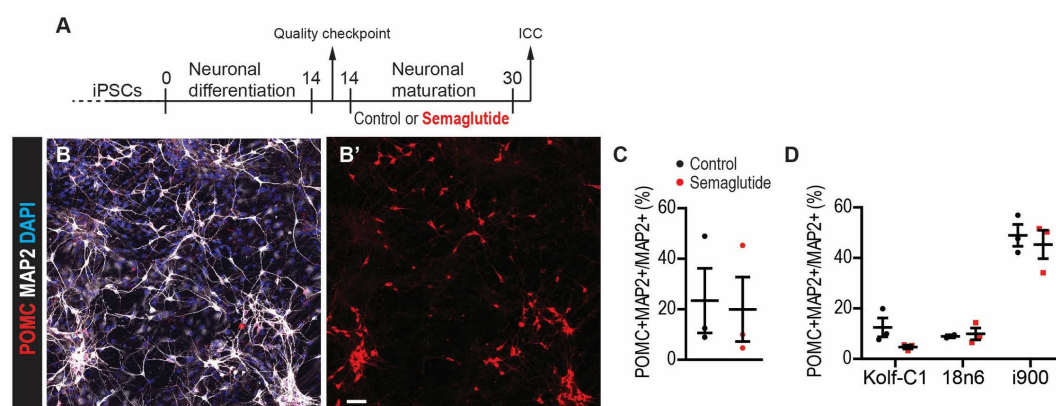 A
Quality checkpoint
ICC
iPSCs
0
Neuronal
differentiation
14
14
Neuronal
maturation
30
Control or Semaglutide
POMC MAP2 DAPI
B
B'
C
Control
Semaglutide
POMC+MAP2+/MAP2+ (%)
60
40
20
0
D
POMC+MAP2+/MAP2+ (%)
60
40
20
0
Kolf-C1
18n6
i900